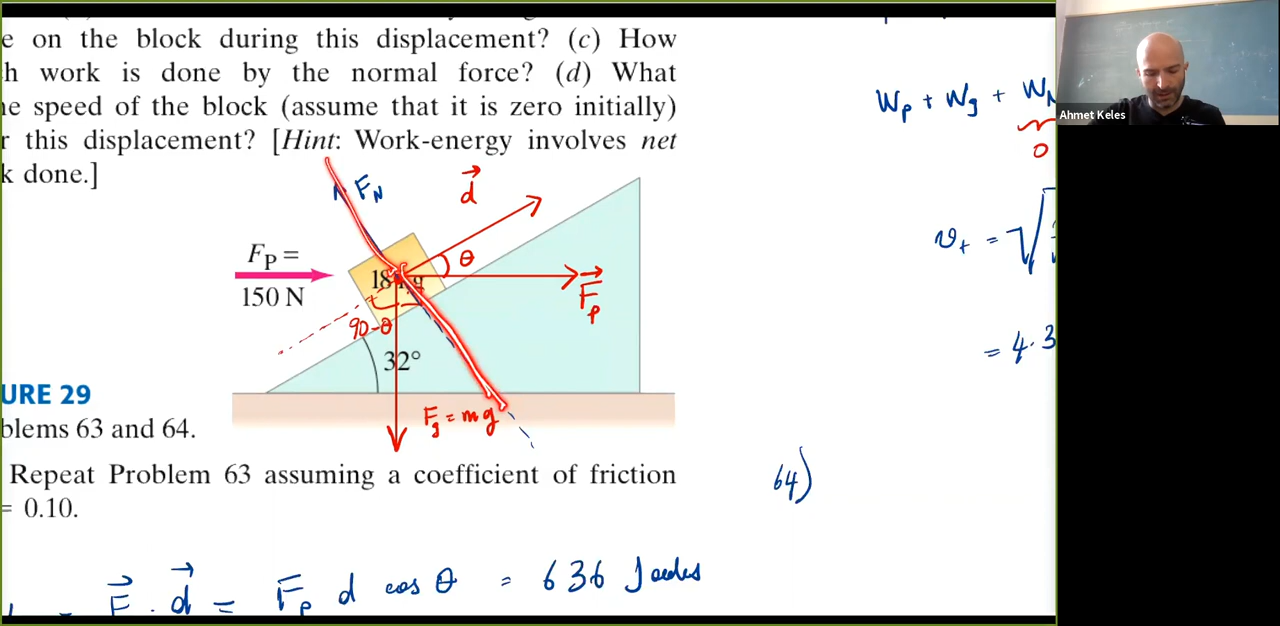 e on the block during this displacement? (c) How
h work is done by the normal force? (d) What
e speed of the block (assume that it is zero initially)
r this displacement? [Hint: Work-energy involves net
k done.]
F_N
d
θ
F_P =
150 N
18 kg
F_P
90-θ
32°
F_g = mg
URE 29
blems 63 and 64.
Repeat Problem 63 assuming a coefficient of friction
= 0.10.
F . d = F_P d cos θ = 636 Joules
W_P + W_g + W_N
0
v_f = √
= 4.3
64)
Ahmet Keles